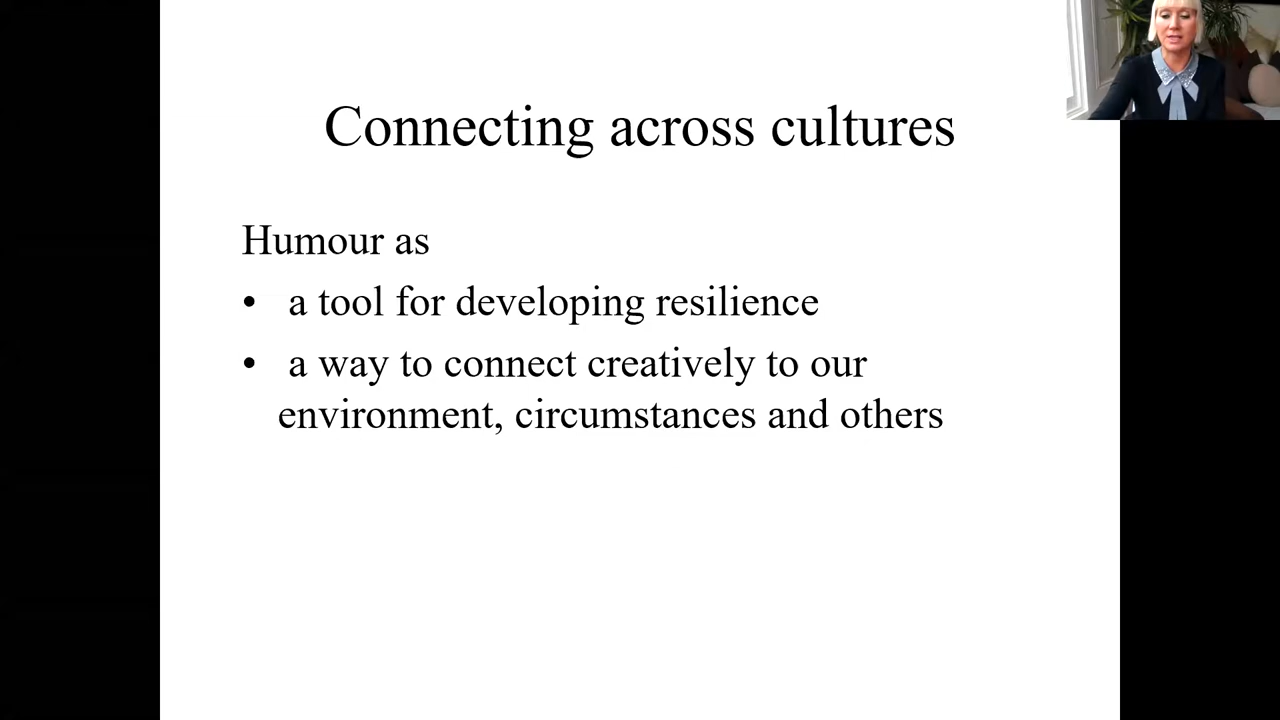 Connecting across cultures
Humour as
• a tool for developing resilience
• a way to connect creatively to our
environment, circumstances and others